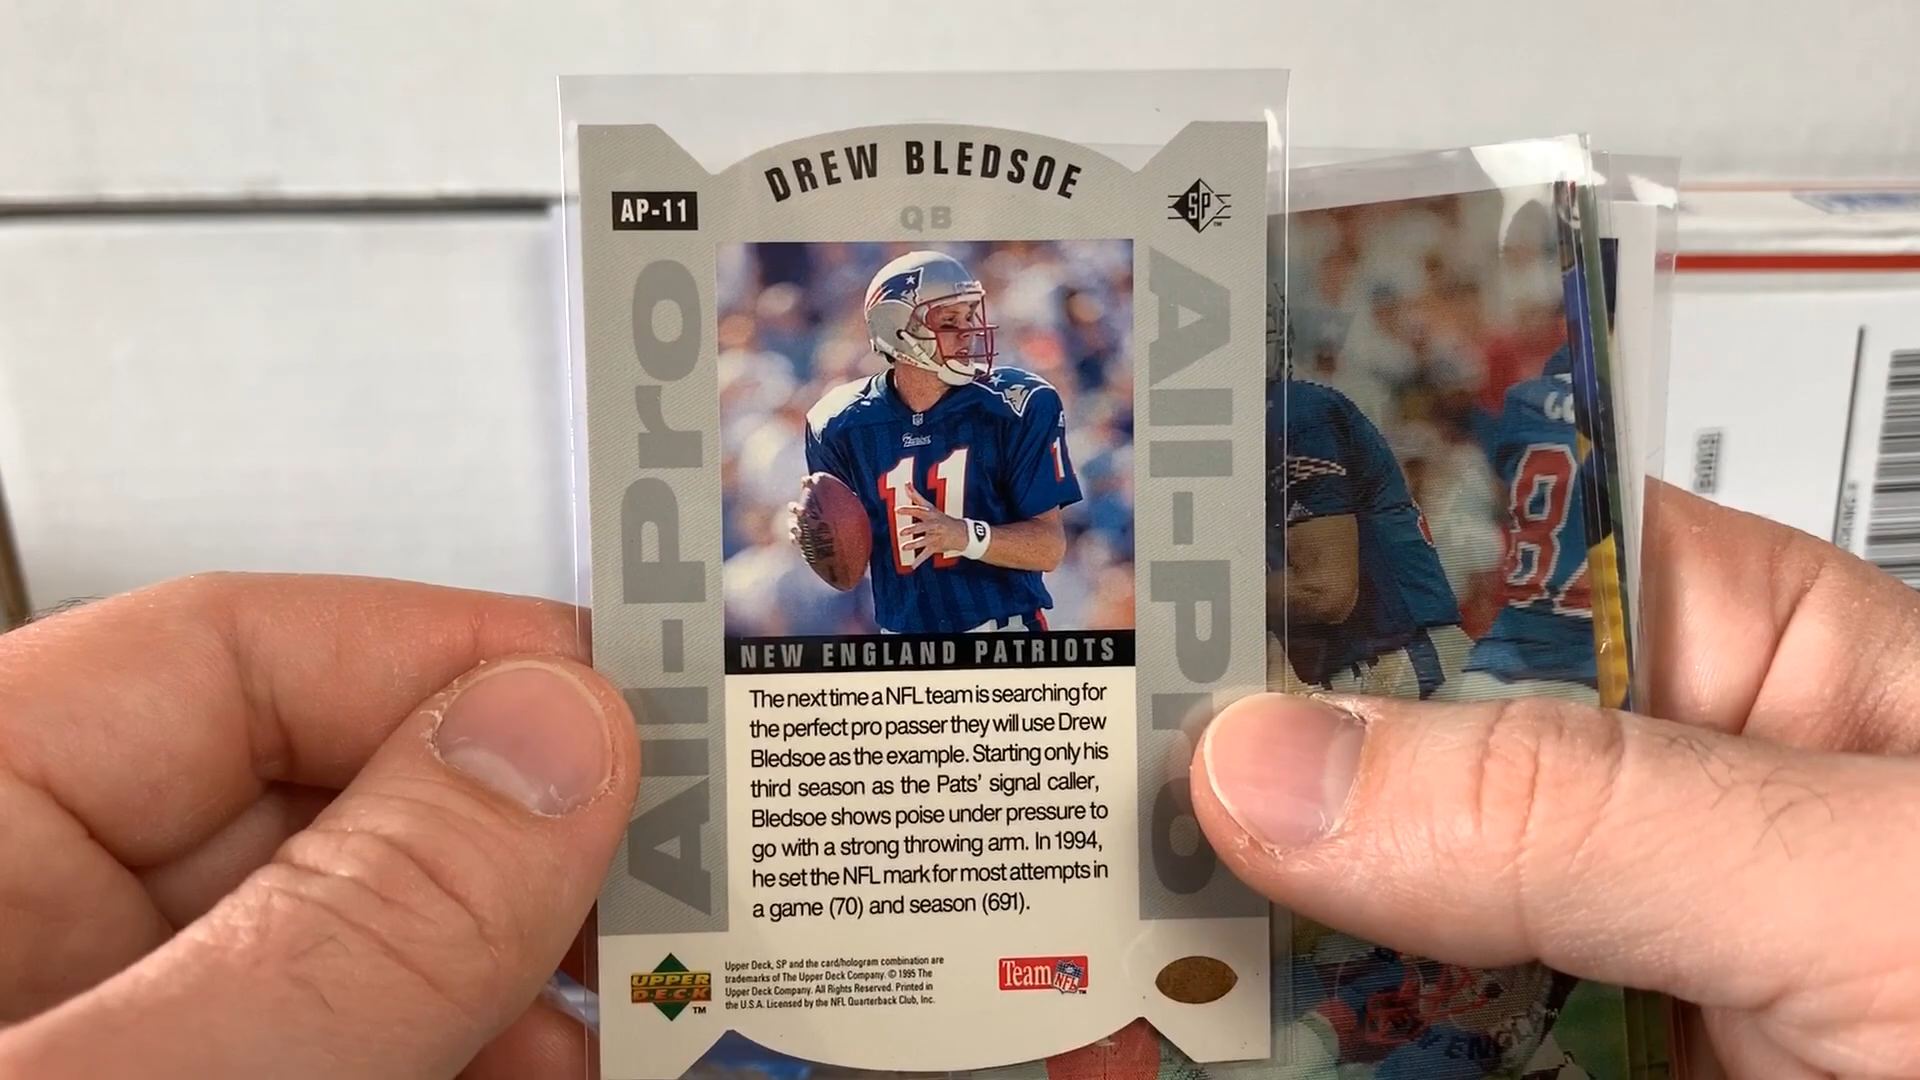 DREW BLEDSOE
AP-11
QB
SP
All-Pro
All-Pro
11
1
NEW ENGLAND PATRIOTS
The next time a NFL team is searching for
the perfect pro passer they will use Drew
Bledsoe as the example. Starting only his
third season as the Pats' signal caller,
Bledsoe shows poise under pressure to
go with a strong throwing arm. In 1994,
he set the NFL mark for most attempts in
a game (70) and season (691).
UPPER
DECK
TM
Upper Deck, SP and the card/hologram combination are
trademarks of The Upper Deck Company. © 1995 The
Upper Deck Company. All Rights Reserved. Printed in
the U.S.A. Licensed by the NFL Quarterback Club, Inc.
Team NFL
8